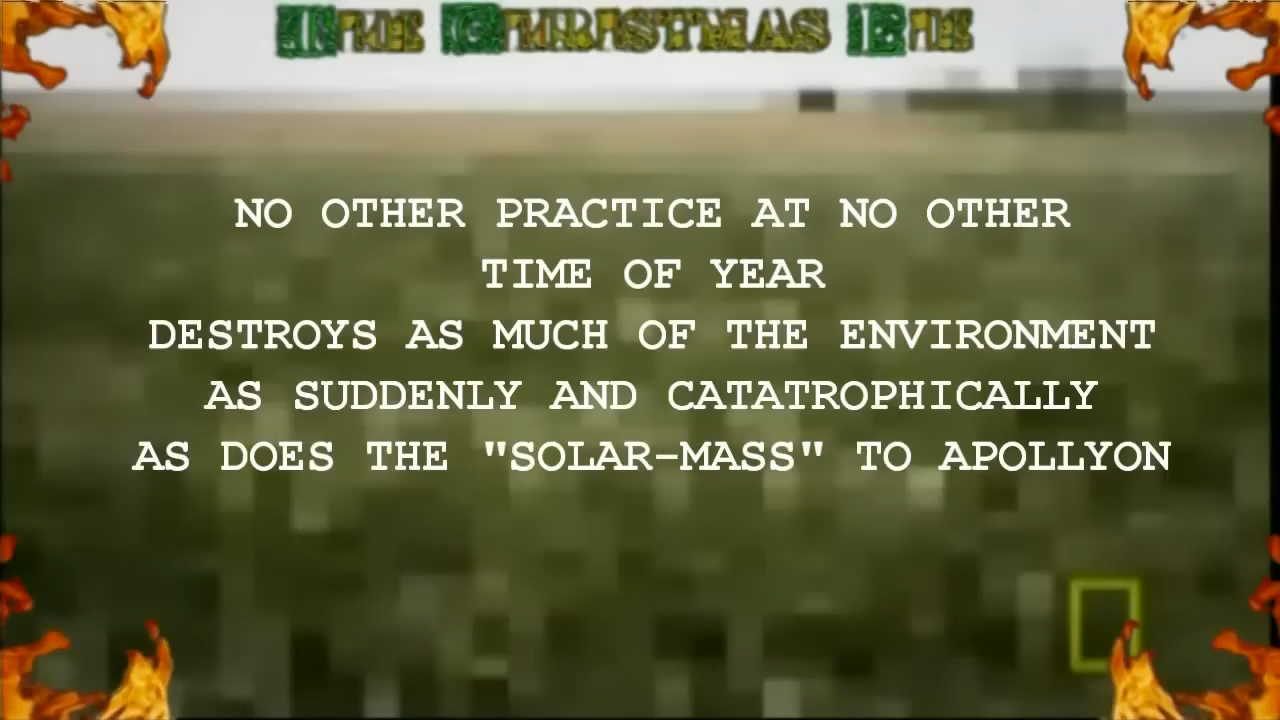 The Christmas Lie
NO OTHER PRACTICE AT NO OTHER
TIME OF YEAR
DESTROYS AS MUCH OF THE ENVIRONMENT
AS SUDDENLY AND CATATROPHICALLY
AS DOES THE "SOLAR-MASS" TO APOLLYON